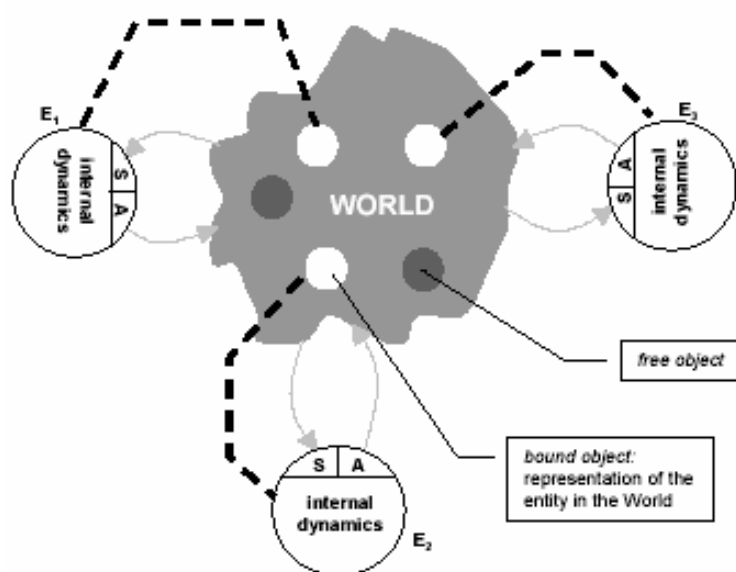 E1
S
A
internal
dynamics
WORLD
E3
A
S
internal
dynamics
free object
S A
internal
dynamics
E2
bound object:
representation of the
entity in the World